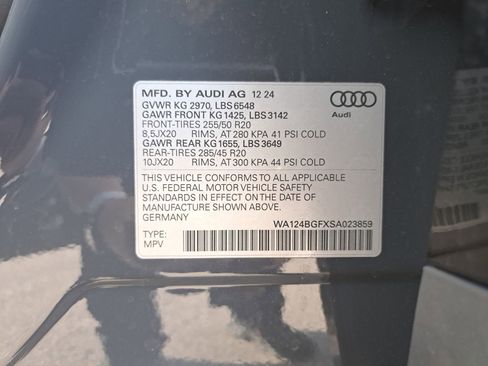 MFD. BY AUDI AG 12 24
GVWR KG 2970, LBS 6548
GAWR FRONT KG 1425, LBS 3142
FRONT-TIRES 255/50 R20
8,5JX20 RIMS, AT 280 KPA 41 PSI COLD
GAWR REAR KG 1655, LBS 3649
REAR-TIRES 285/45 R20
10JX20 RIMS, AT 300 KPA 44 PSI COLD
Audi
THIS VEHICLE CONFORMS TO ALL APPLICABLE
U.S. FEDERAL MOTOR VEHICLE SAFETY
STANDARDS IN EFFECT ON THE DATE OF
MANUFACTURE SHOWN ABOVE.
GERMANY
WA124BGFXSA023859
TYPE:
MPV